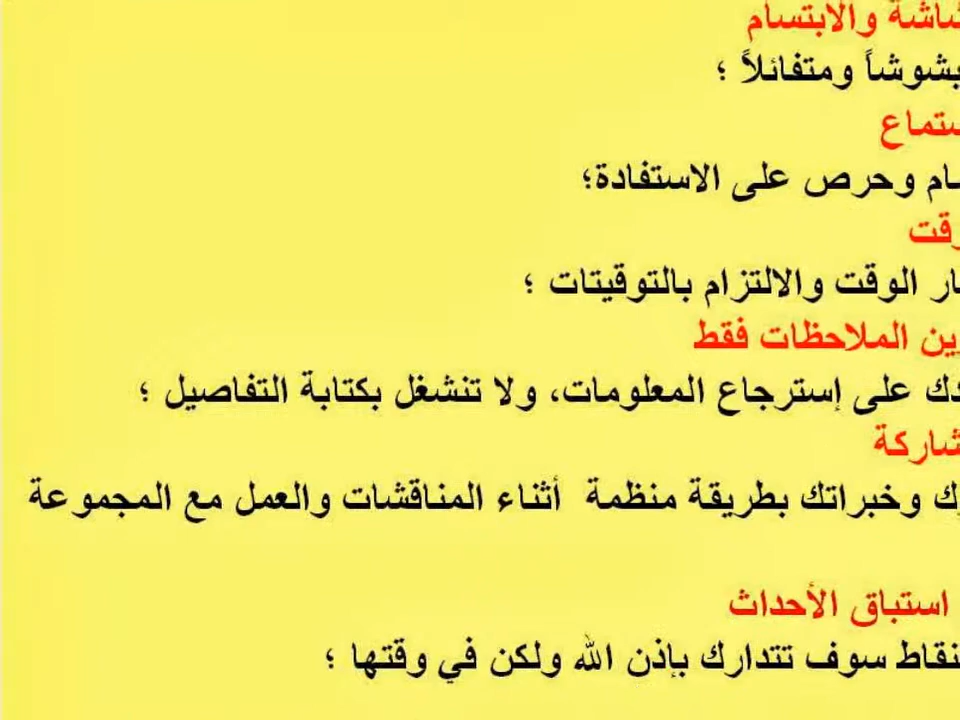 والابتسام
بشوشاً ومتفائلاً ؛
وحرص على الاستفادة؛
الوقت والالتزام بالتوقيتات ؛
الملاحظات فقط
على إسترجاع المعلومات، ولا تنشغل بكتابة التفاصيل ؛
وخبراتك بطريقة منظمة أثناء المناقشات والعمل مع المجموعة
استباق الأحداث
سوف تتدارك بإذن الله ولكن في وقتها ؛